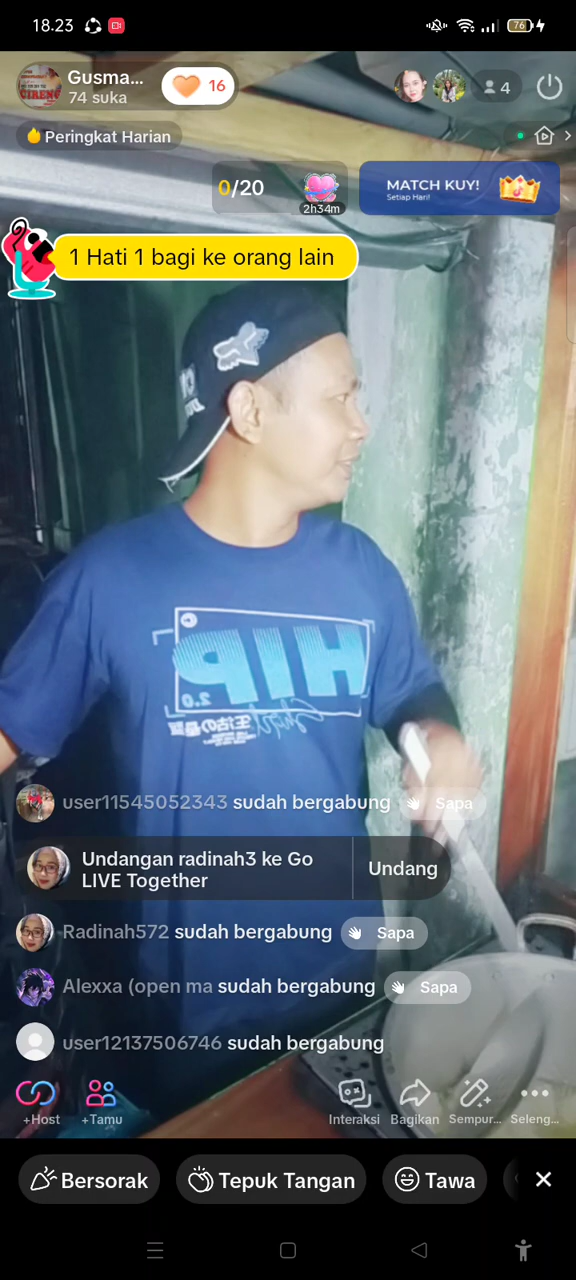 18.23
76
Gusma...
74 suka
16
4
CIRENG
Peringkat Harian
0/20
2h34m
MATCH KUY!
Setiap Hari!
1 Hati 1 bagi ke orang lain
HIP
2.0
user11545052343 sudah bergabung
Sapa
Undangan radinah3 ke Go
LIVE Together
Undang
Radinah572 sudah bergabung
Sapa
Alexxa (open ma sudah bergabung
Sapa
user12137506746 sudah bergabung
+Host
+Tamu
Interaksi
Bagikan
Sempur...
Seleng...
Bersorak
Tepuk Tangan
Tawa